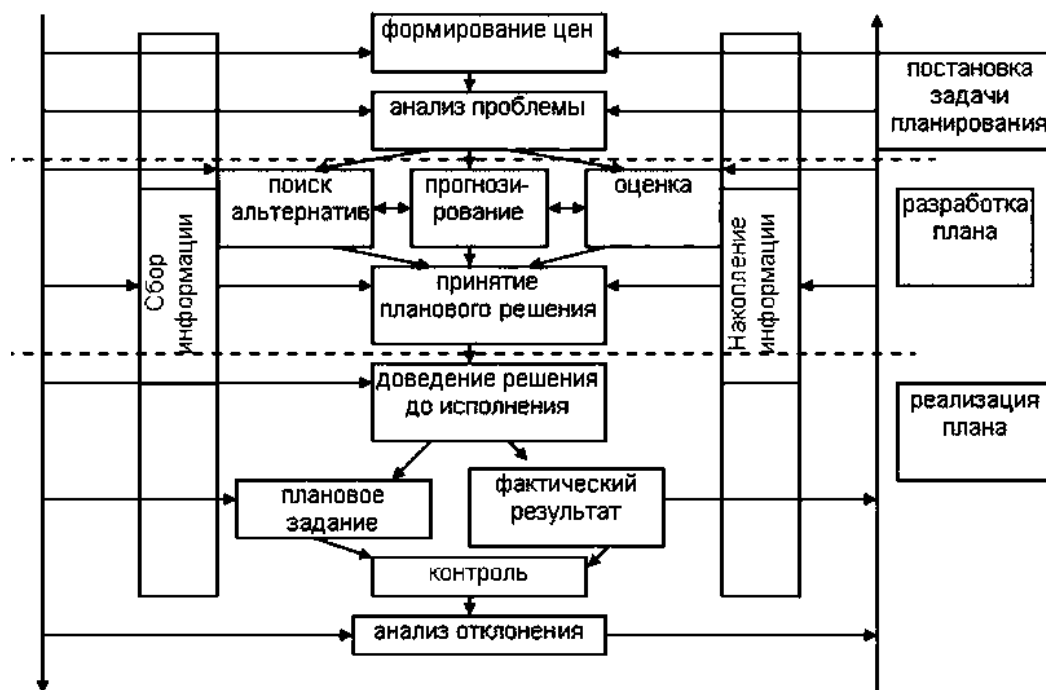 формирование цен
постановка
задачи
планирования
анализ проблемы
поиск
альтернатив
прогнози-
рование
оценка
разработка
плана
Сбор
информации
Накопление
информации
принятие
планового решения
доведение решения
до исполнения
реализация
плана
плановое
задание
фактический
результат
контроль
анализ отклонения